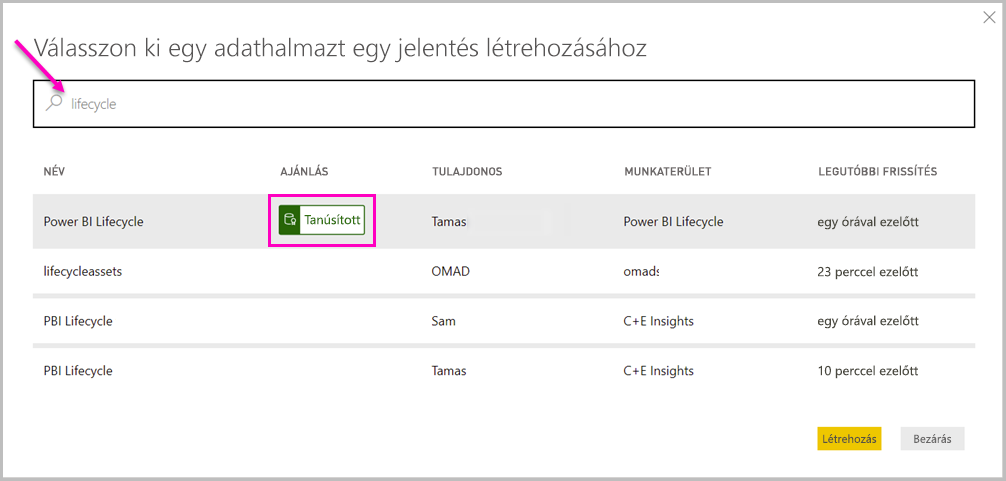 Válasszon ki egy adathalmazt egy jelentés létrehozásához
lifecycle
NÉV AJÁNLÁS TULAJDONOS MUNKATERÜLET LEGUTÓBBI FRISSÍTÉS
Power BI Lifecycle Tanúsított Tamas Power BI Lifecycle egy órával ezelőtt
lifecycleassets OMAD omads 23 perccel ezelőtt
PBI Lifecycle Sam C+E Insights egy órával ezelőtt
PBI Lifecycle Tamas C+E Insights 10 perccel ezelőtt
Létrehozás Bezárás